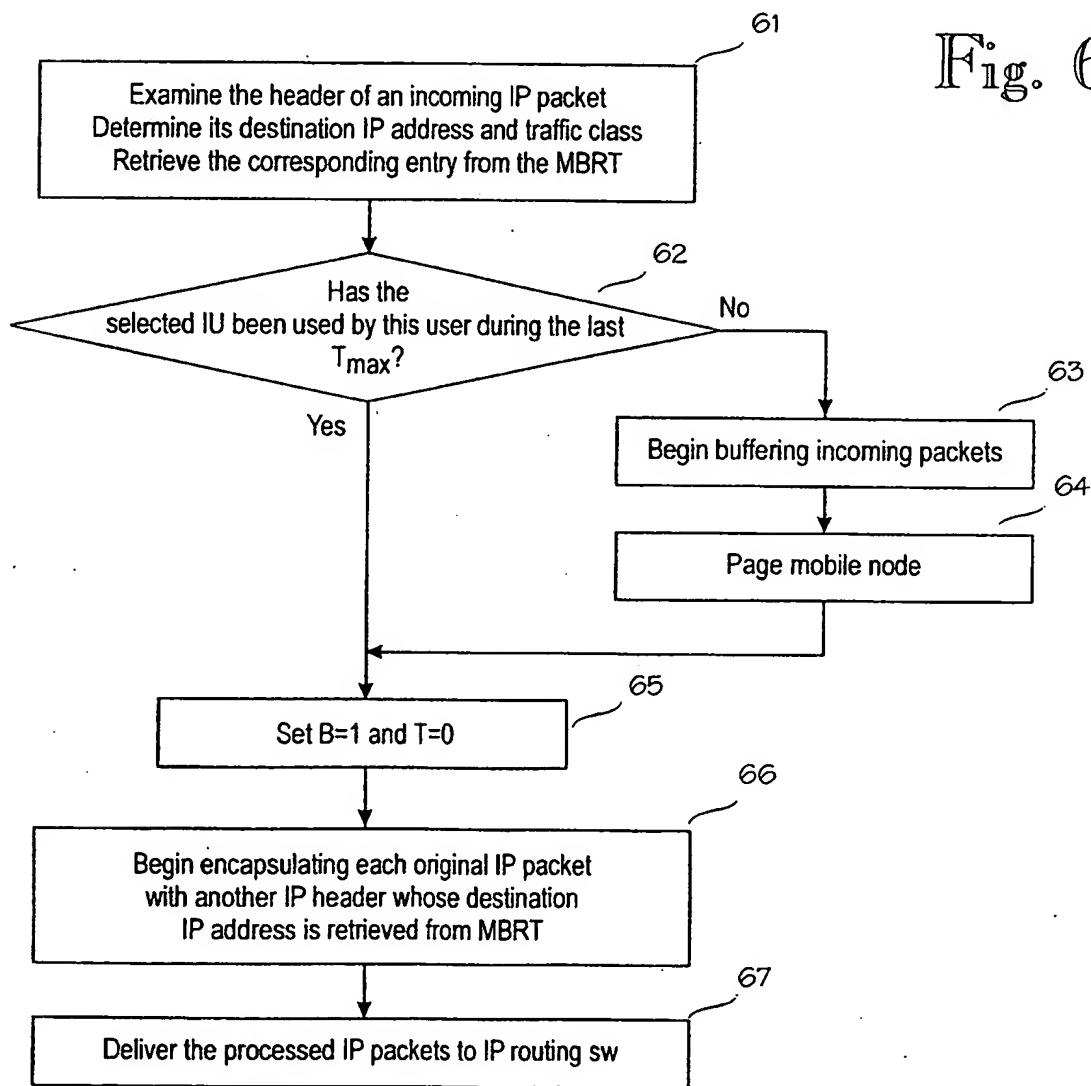 Fig. 6
61
Examine the header of an incoming IP packet
Determine its destination IP address and traffic class
Retrieve the corresponding entry from the MBRT
62
Has the
selected IU been used by this user during the last
Tmax?
No
Yes
63
Begin buffering incoming packets
64
Page mobile node
65
Set B=1 and T=0
66
Begin encapsulating each original IP packet
with another IP header whose destination
IP address is retrieved from MBRT
67
Deliver the processed IP packets to IP routing sw